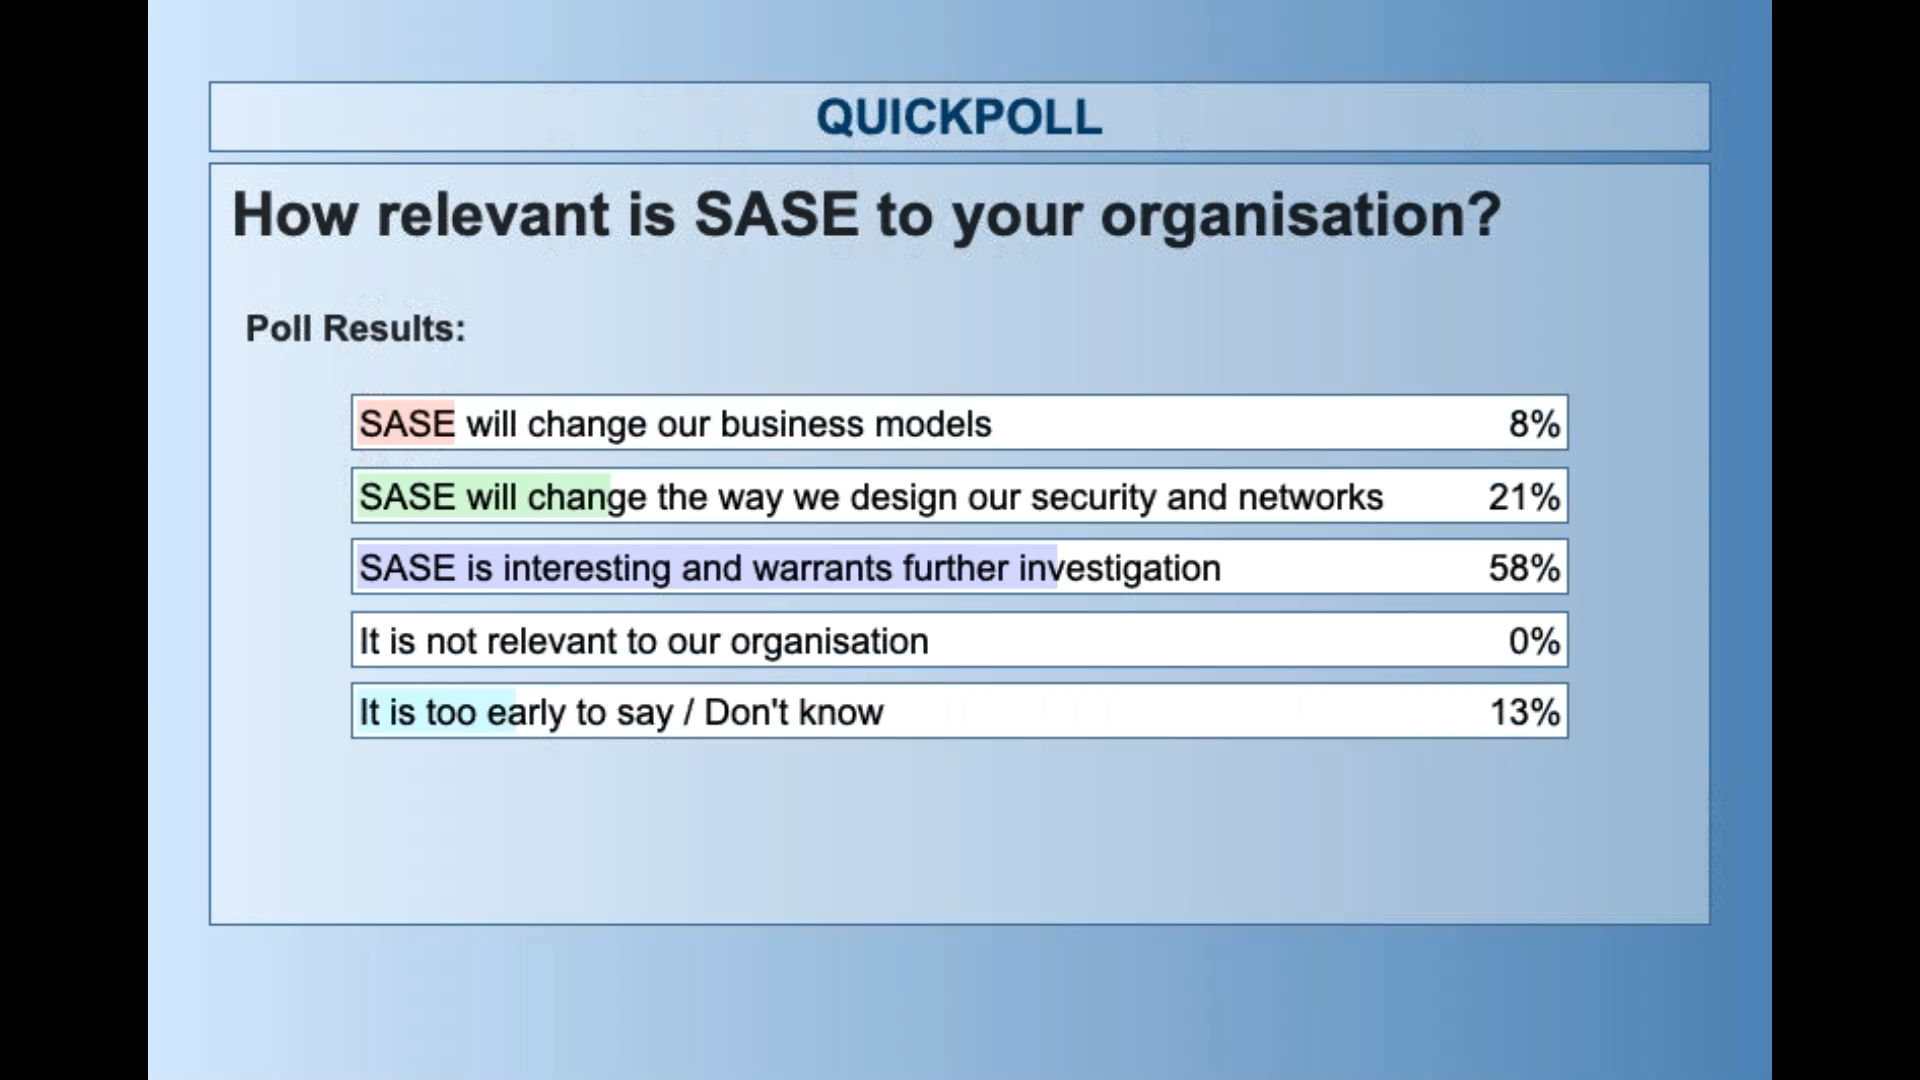 QUICKPOLL
How relevant is SASE to your organisation?
Poll Results:
SASE will change our business models 8%
SASE will change the way we design our security and networks 21%
SASE is interesting and warrants further investigation 58%
It is not relevant to our organisation 0%
It is too early to say / Don't know 13%